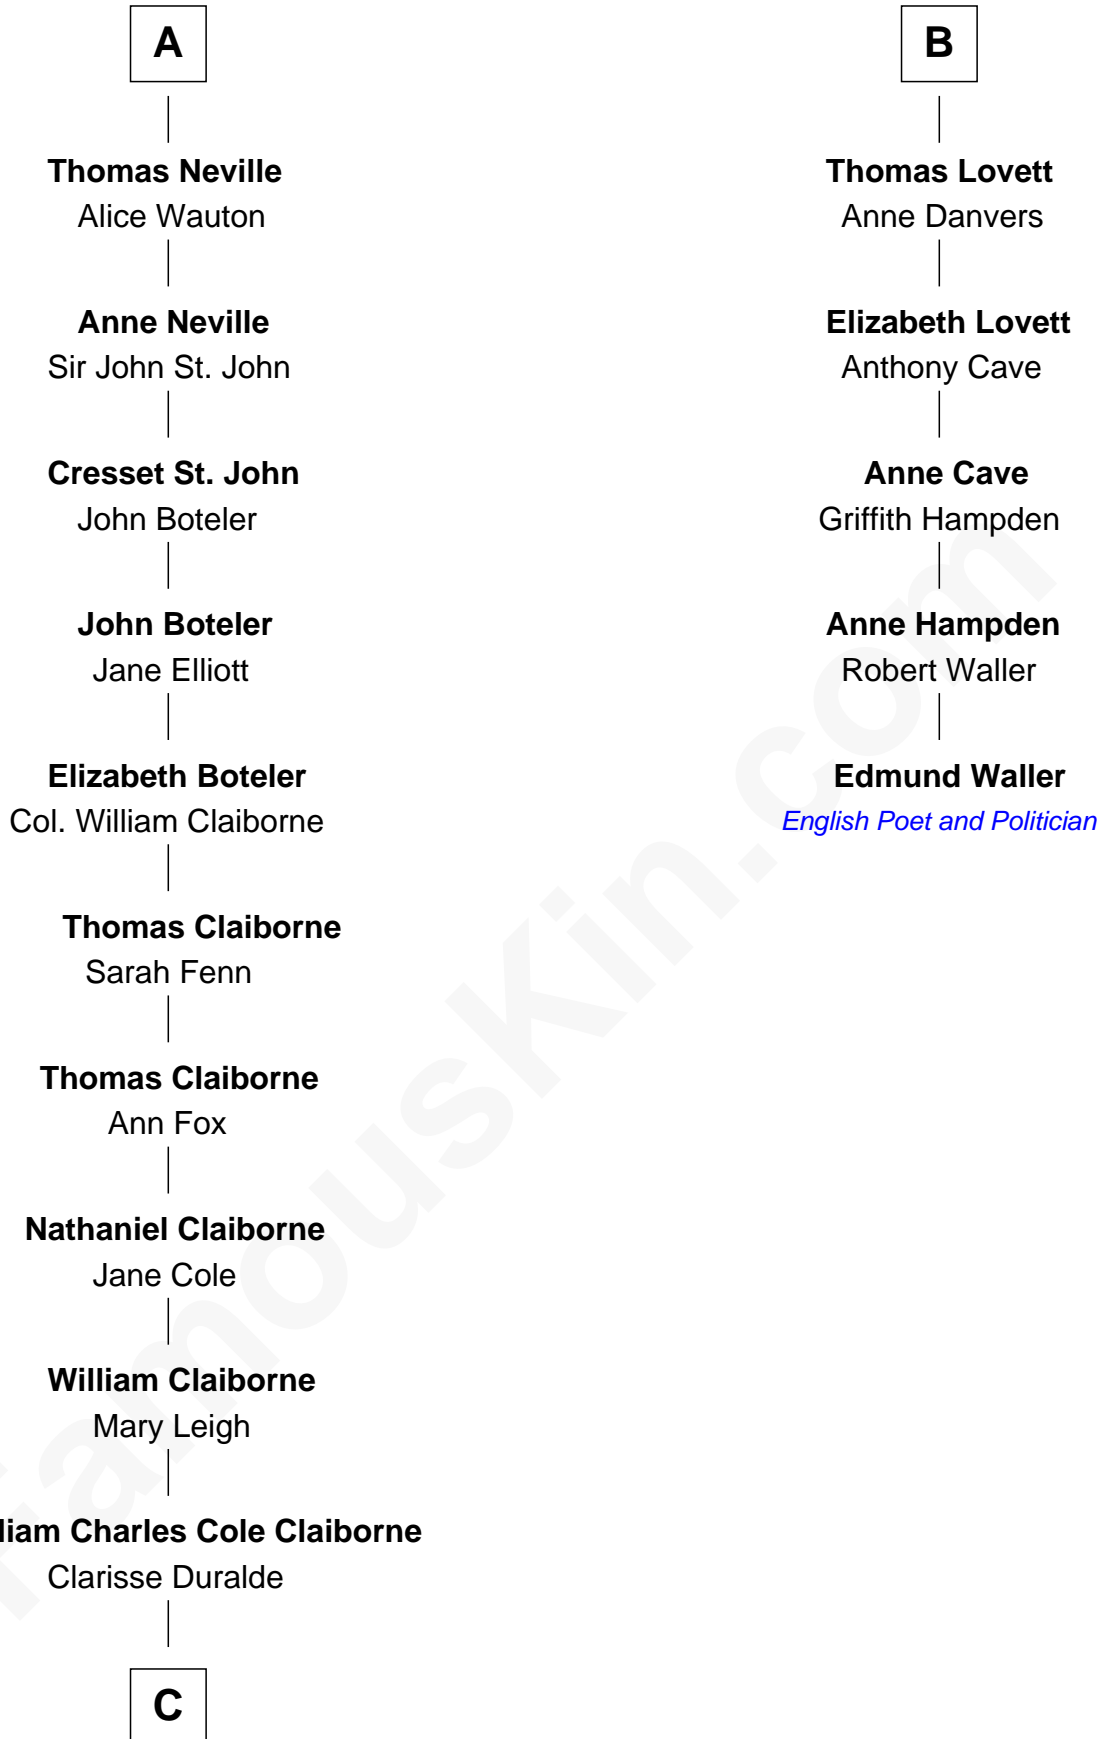 A
Thomas Neville
Alice Wauton
Anne Neville
Sir John St. John
Cresset St. John
John Boteler
John Boteler
Jane Elliott
Elizabeth Boteler
Col. William Claiborne
Thomas Claiborne
Sarah Fenn
Thomas Claiborne
Ann Fox
Nathaniel Claiborne
Jane Cole
William Claiborne
Mary Leigh
liam Charles Cole Claiborne
Clarisse Duralde
C
B
Thomas Lovett
Anne Danvers
Elizabeth Lovett
Anthony Cave
Anne Cave
Griffith Hampden
Anne Hampden
Robert Waller
Edmund Waller
English Poet and Politician
FamousKin.com